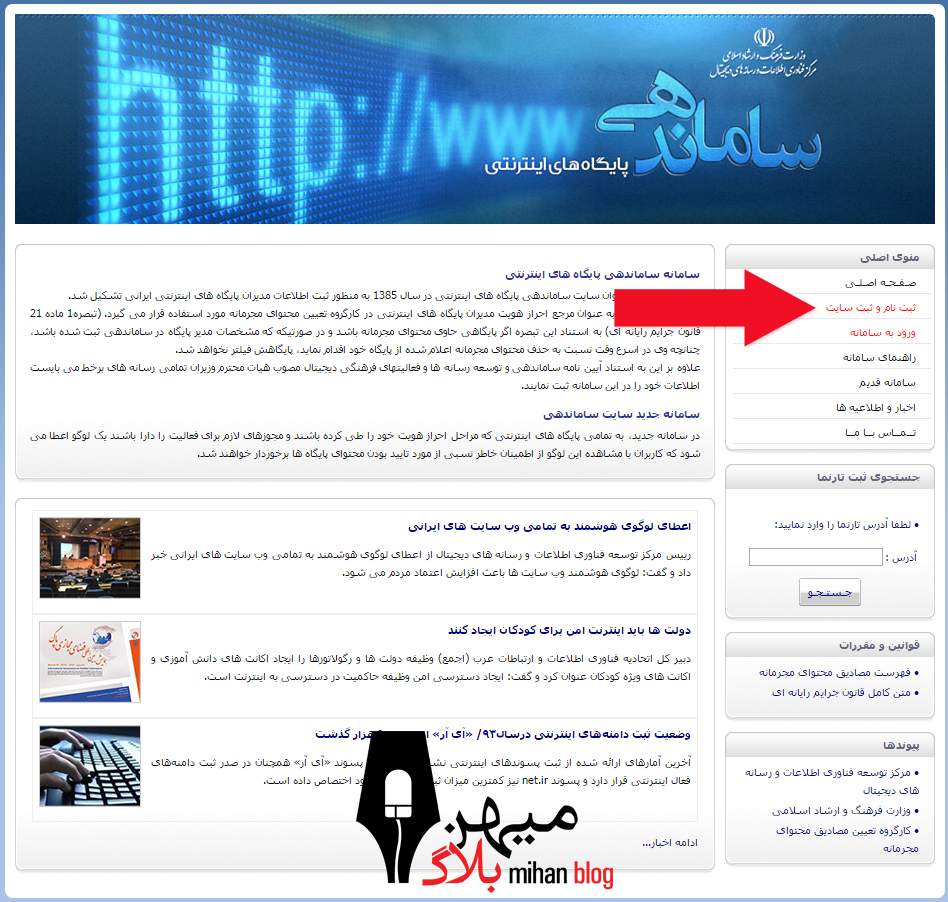 وزارت فرهنگ و ارشاد اسلامی
مرکز فناوری اطلاعات و رسانه های دیجیتال
http://www
ساماندهی
پایگاه های اینترنتی
منوی اصلی
صفحه اصلی
ثبت نام و ثبت سایت
ورود به سامانه
راهنمای سامانه
سامانه قدیم
اخبار و اطلاعیه ها
تماس با ما
جستجوی ثبت تارنما
• لطفا آدرس تارنما را وارد نمایید:
آدرس :
جستجو
قوانین و مقررات
• فهرست مصادیق محتوای مجرمانه
• متن کامل قانون جرایم رایانه ای
پیوندها
• مرکز توسعه فناوری اطلاعات و رسانه
های دیجیتال
• وزارت فرهنگ و ارشاد اسلامی
• کارگروه تعیین مصادیق محتوای
مجرمانه
سامانه ساماندهی پایگاه های اینترنتی
سایت ساماندهی پایگاه های اینترنتی در سال 1385 به منظور ثبت اطلاعات مدیران پایگاه های اینترنتی ایرانی تشکیل شد.
به عنوان مرجع احراز هویت مدیران پایگاه های اینترنتی در کارگروه تعیین محتوای مجرمانه مورد استفاده قرار می گیرد. (تبصره1 ماده 21
قانون جرایم رایانه ای) به استناد این تبصره اگر پایگاهی حاوی محتوای مجرمانه باشد و در صورتیکه که مشخصات مدیر پایگاه در ساماندهی ثبت شده باشد،
چنانچه وی در اسرع وقت نسبت به حذف محتوای مجرمانه اعلام شده از پایگاه خود اقدام نماید، پایگاهش فیلتر نخواهد شد.
علاوه بر این به استناد آیین نامه ساماندهی و توسعه رسانه ها و فعالیتهای فرهنگی دیجیتال مصوب هیات محترم وزیران تمامی رسانه های برخط می بایست
اطلاعات خود را در این سامانه ثبت نمایند.
سامانه جدید سایت ساماندهی
در سامانه جدید، به تمامی پایگاه های اینترنتی که مراحل احراز هویت خود را طی کرده باشند و مجوزهای لازم برای فعالیت را دارا باشند یک لوگو اعطا می
شود که کاربران با مشاهده این لوگو از اطمینان خاطر نسبی از مورد تایید بودن محتوای پایگاه ها برخوردار خواهند شد.
اعطای لوگوی هوشمند به تمامی وب سایت های ایرانی
رییس مرکز توسعه فناوری اطلاعات و رسانه های دیجیتال از اعطای لوگوی هوشمند به تمامی وب سایت های ایرانی خبر
داد و گفت: لوگوی هوشمند وب سایت ها باعث افزایش اعتماد مردم می شود.
دولت ها باید اینترنت امن برای کودکان ایجاد کنند
دبیر کل اتحادیه فناوری اطلاعات و ارتباطات عرب (اجمع) وظیفه دولت ها و رگولاتورها را ایجاد اکانت های دانش آموزی و
اکانت های ویژه کودکان عنوان کرد و گفت: ایجاد دسترسی امن وظیفه حاکمیت در دسترسی به اینترنت است.
وضعیت ثبت دامنه‌های اینترنتی درسال۹۳/ «آی آر» هزار گذشت
آخرین آمارهای ارائه شده از ثبت پسوندهای اینترنتی پسوند «آی آر» همچنان در صدر ثبت دامنه‌های
فعال اینترنتی قرار دارد و پسوند net.ir نیز کمترین میزان اختصاص داده است.
ادامه اخبار...
میهن
بلاگ
mihan blog